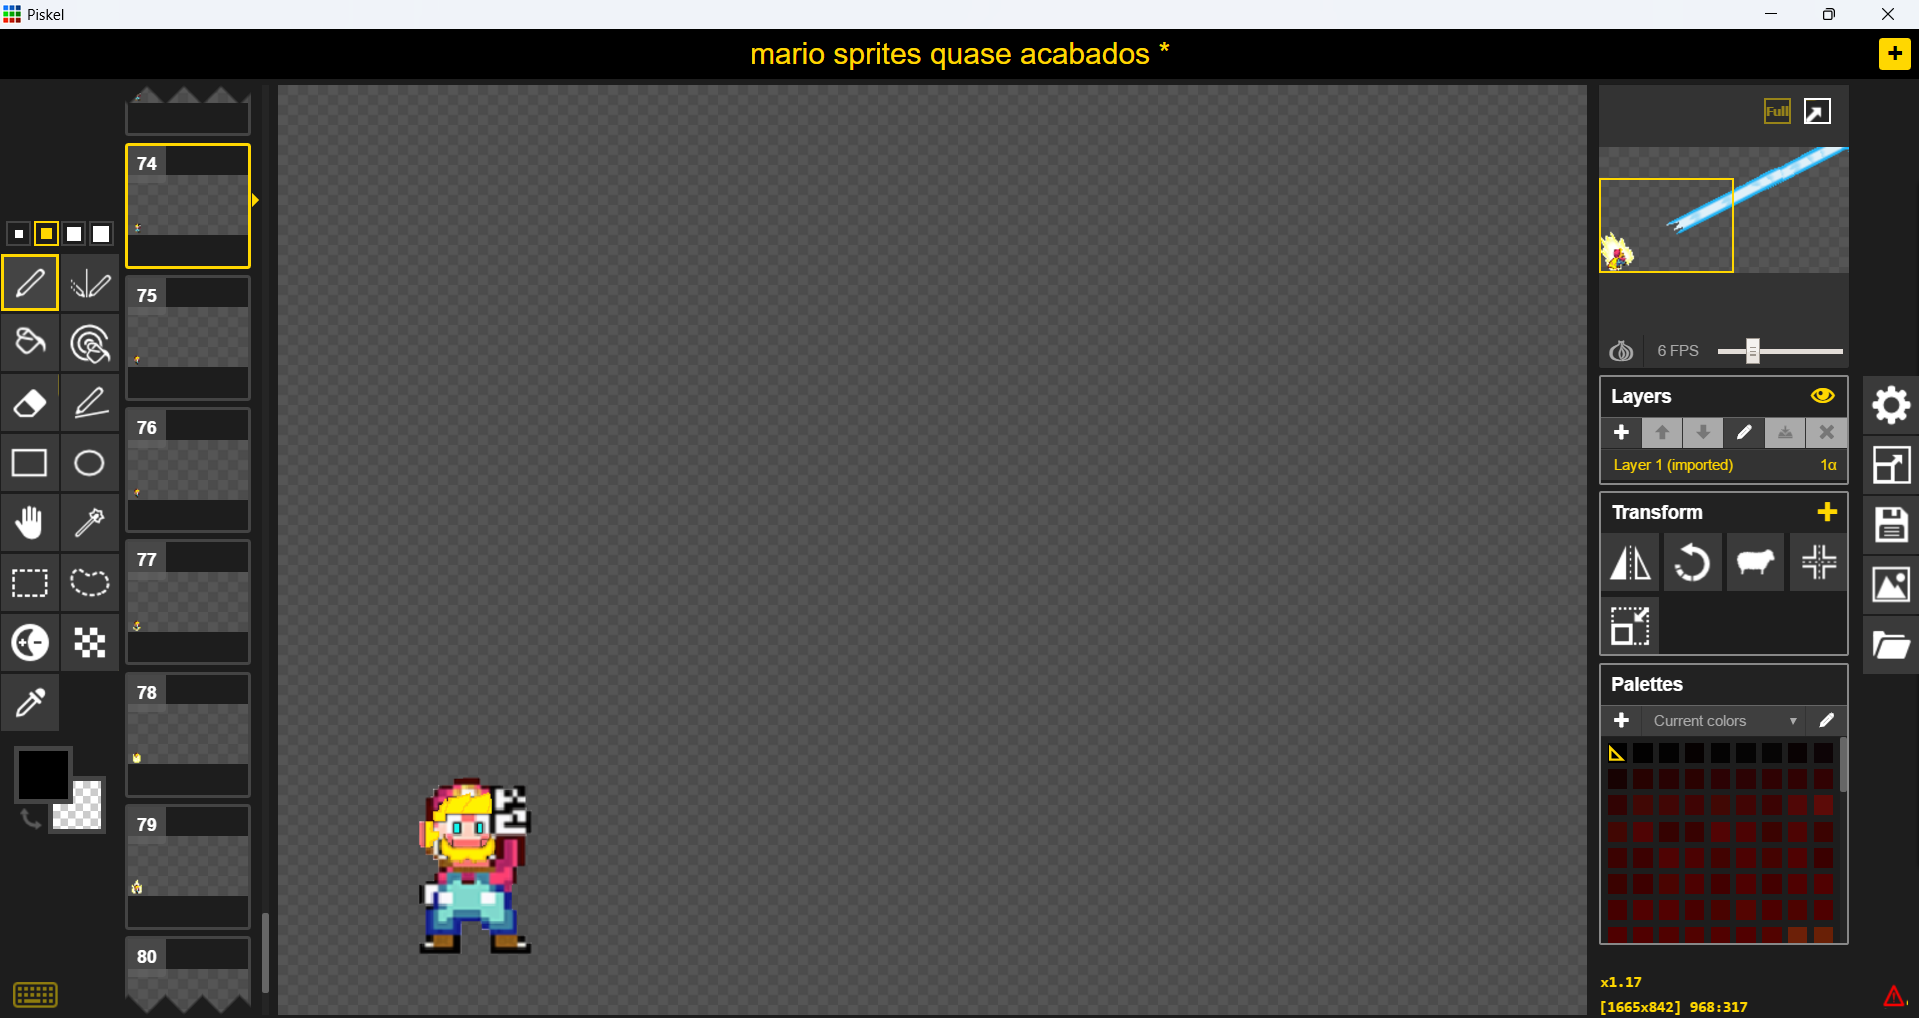 Piskel
mario sprites quase acabados *
Full
74
75
76
77
78
79
80
6 FPS
Layers
Layer 1 (imported) 1α
Transform
Palettes
Current colors
x1.17
[1665x842] 968:317